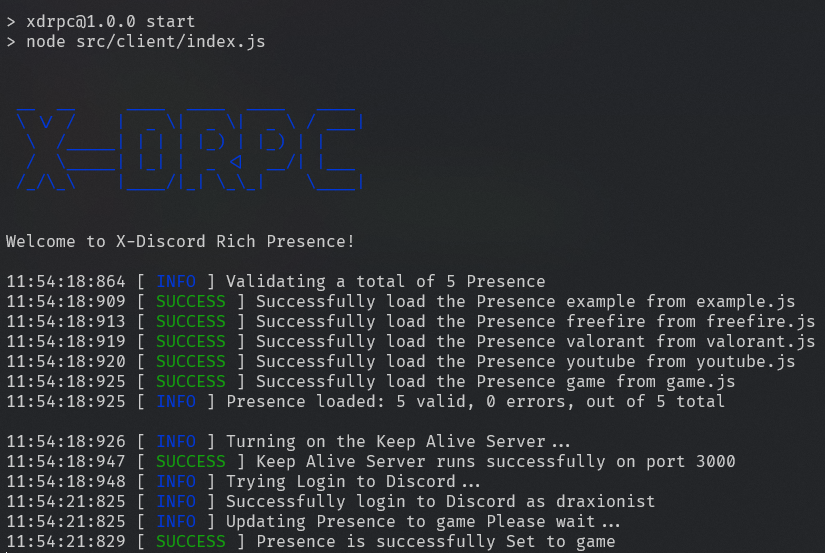 > xdrpc@1.0.0 start
> node src/client/index.js
X-DRPC
Welcome to X-Discord Rich Presence!
11:54:18:864 [ INFO ] Validating a total of 5 Presence
11:54:18:909 [ SUCCESS ] Successfully load the Presence example from example.js
11:54:18:913 [ SUCCESS ] Successfully load the Presence freefire from freefire.js
11:54:18:919 [ SUCCESS ] Successfully load the Presence valorant from valorant.js
11:54:18:920 [ SUCCESS ] Successfully load the Presence youtube from youtube.js
11:54:18:925 [ SUCCESS ] Successfully load the Presence game from game.js
11:54:18:925 [ INFO ] Presence loaded: 5 valid, 0 errors, out of 5 total
11:54:18:926 [ INFO ] Turning on the Keep Alive Server...
11:54:18:947 [ SUCCESS ] Keep Alive Server runs successfully on port 3000
11:54:18:948 [ INFO ] Trying Login to Discord...
11:54:21:825 [ INFO ] Successfully login to Discord as draxionist
11:54:21:825 [ INFO ] Updating Presence to game Please wait...
11:54:21:829 [ SUCCESS ] Presence is successfully Set to game